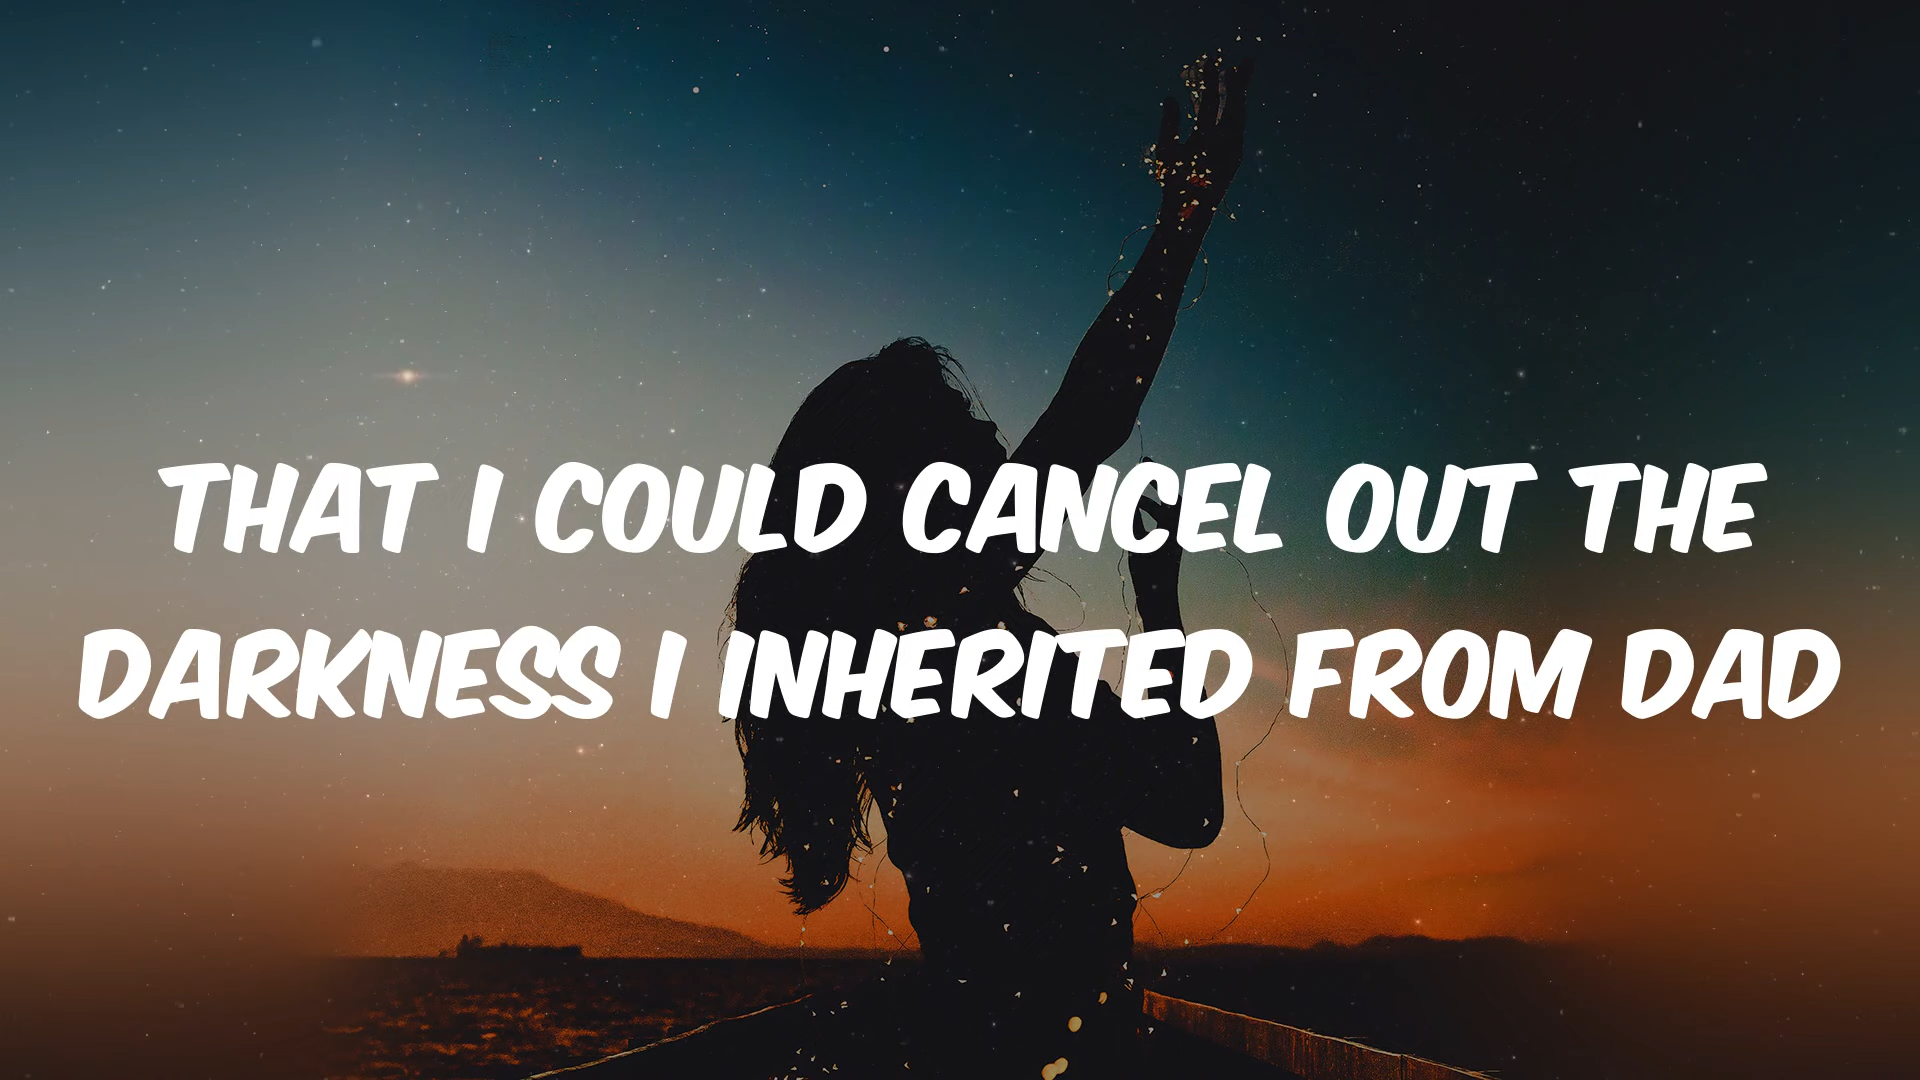 THAT I COULD CANCEL OUT THE
DARKNESS I INHERITED FROM DAD